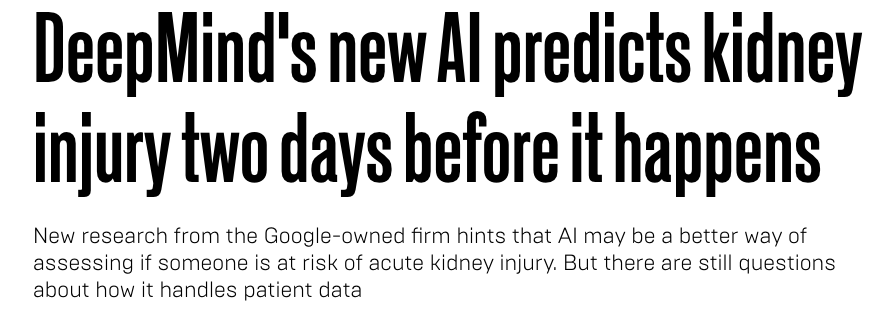 DeepMind's new AI predicts kidney
injury two days before it happens
New research from the Google-owned firm hints that AI may be a better way of
assessing if someone is at risk of acute kidney injury. But there are still questions
about how it handles patient data